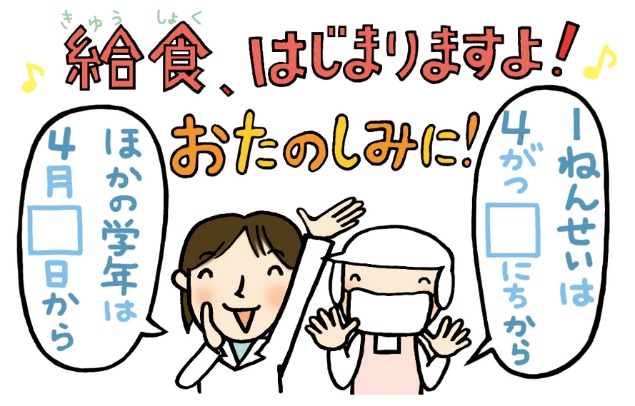 きゅうしょく
給食、はじまりますよ！
おたのしみに！
1ねんせいは
4がつ□にちから
ほかの学年は
4月□日から